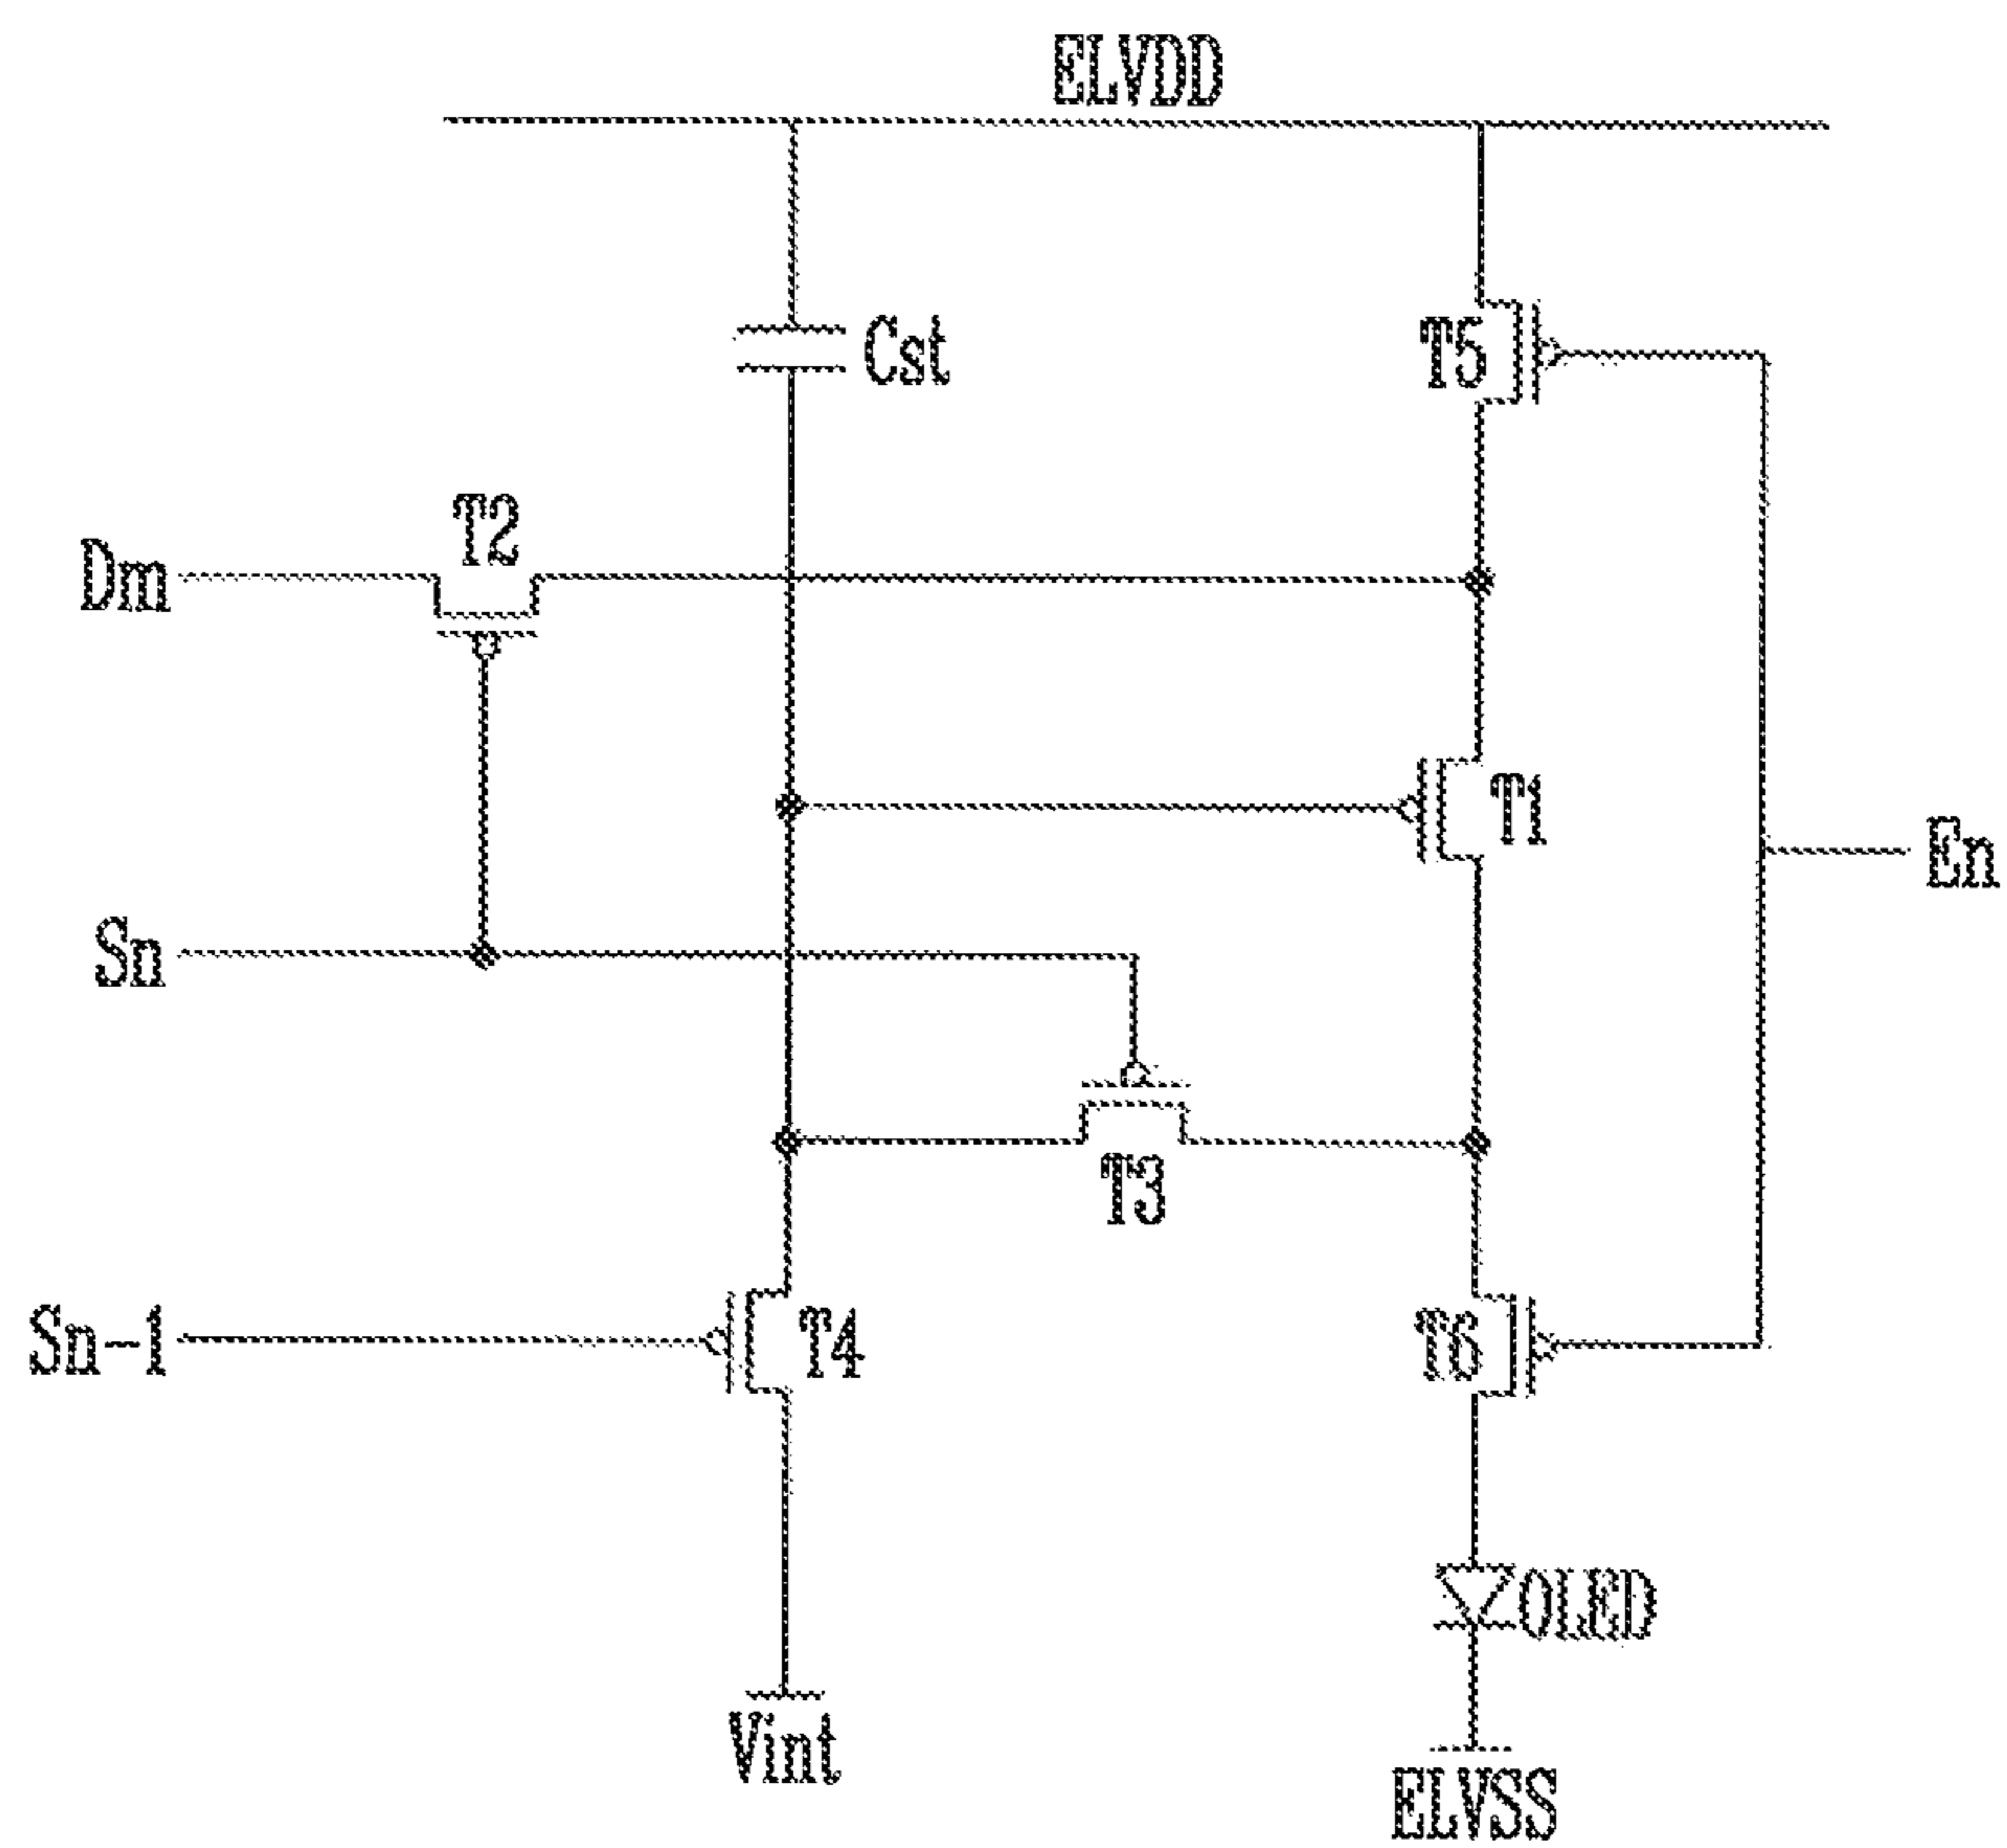 ELVDD
Cst
T5
T2
Dm
T1
En
Sn
T3
Sn-1
T4
T6
OLED
Vint
ELVSS